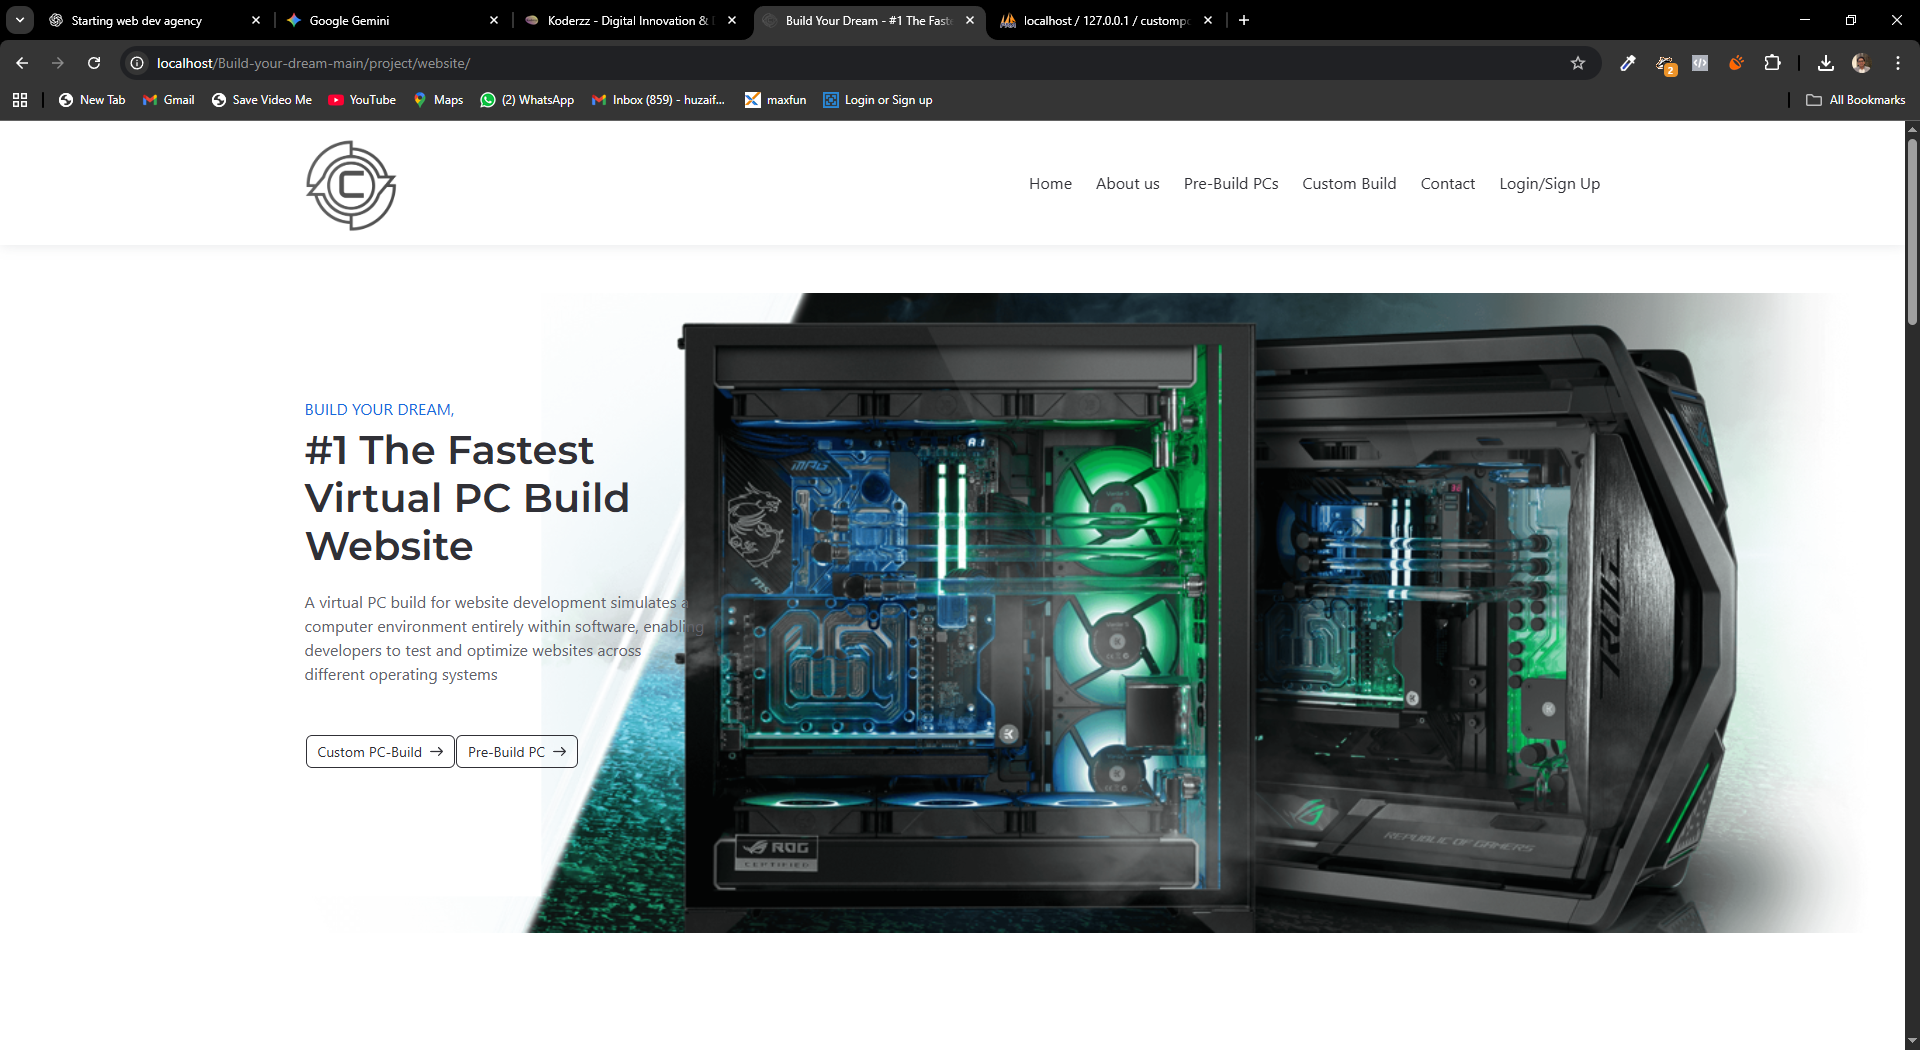 Starting web dev agency
Google Gemini
Koderzz - Digital Innovation &
Build Your Dream - #1 The Fast
localhost / 127.0.0.1 / custompc
localhost/Build-your-dream-main/project/website/
2
New Tab
Gmail
Save Video Me
YouTube
Maps
(2) WhatsApp
Inbox (859) - huzaif...
maxfun
Login or Sign up
All Bookmarks
C
Home
About us
Pre-Build PCs
Custom Build
Contact
Login/Sign Up
BUILD YOUR DREAM,
#1 The Fastest
Virtual PC Build
Website
A virtual PC build for website development simulates a
computer environment entirely within software, enabling
developers to test and optimize websites across
different operating systems
Custom PC-Build
Pre-Build PC
MPG
msi
ROG
CERTIFIED
ROG
REPUBLIC OF GAMERS